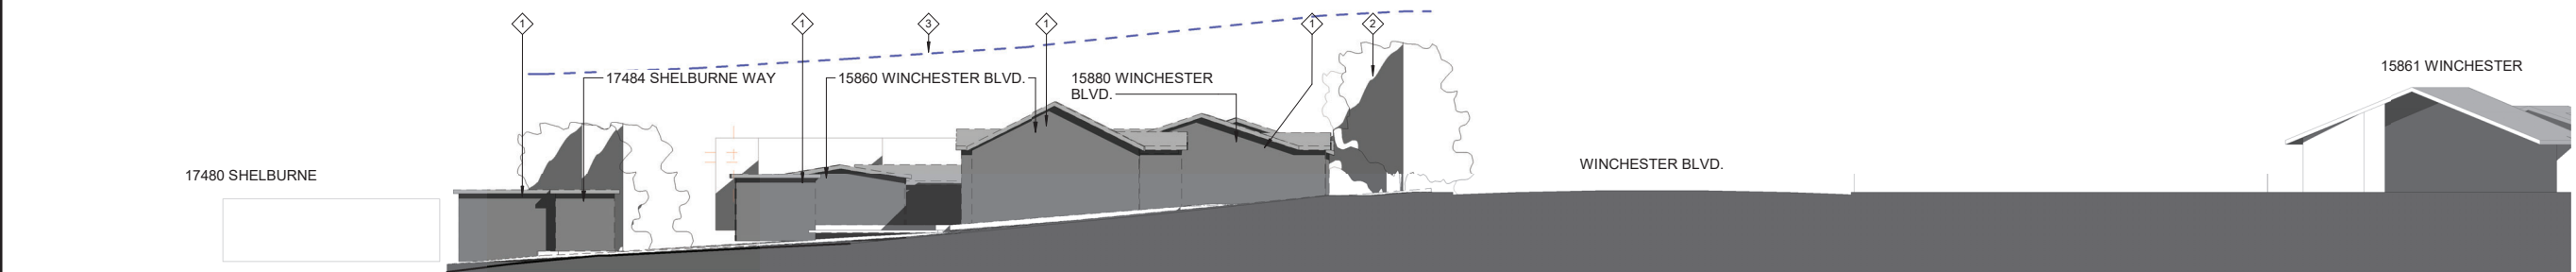 1
1
3
1
1
2
17484 SHELBURNE WAY
15860 WINCHESTER BLVD.
15880 WINCHESTER
BLVD.
15861 WINCHESTER
17480 SHELBURNE
WINCHESTER BLVD.